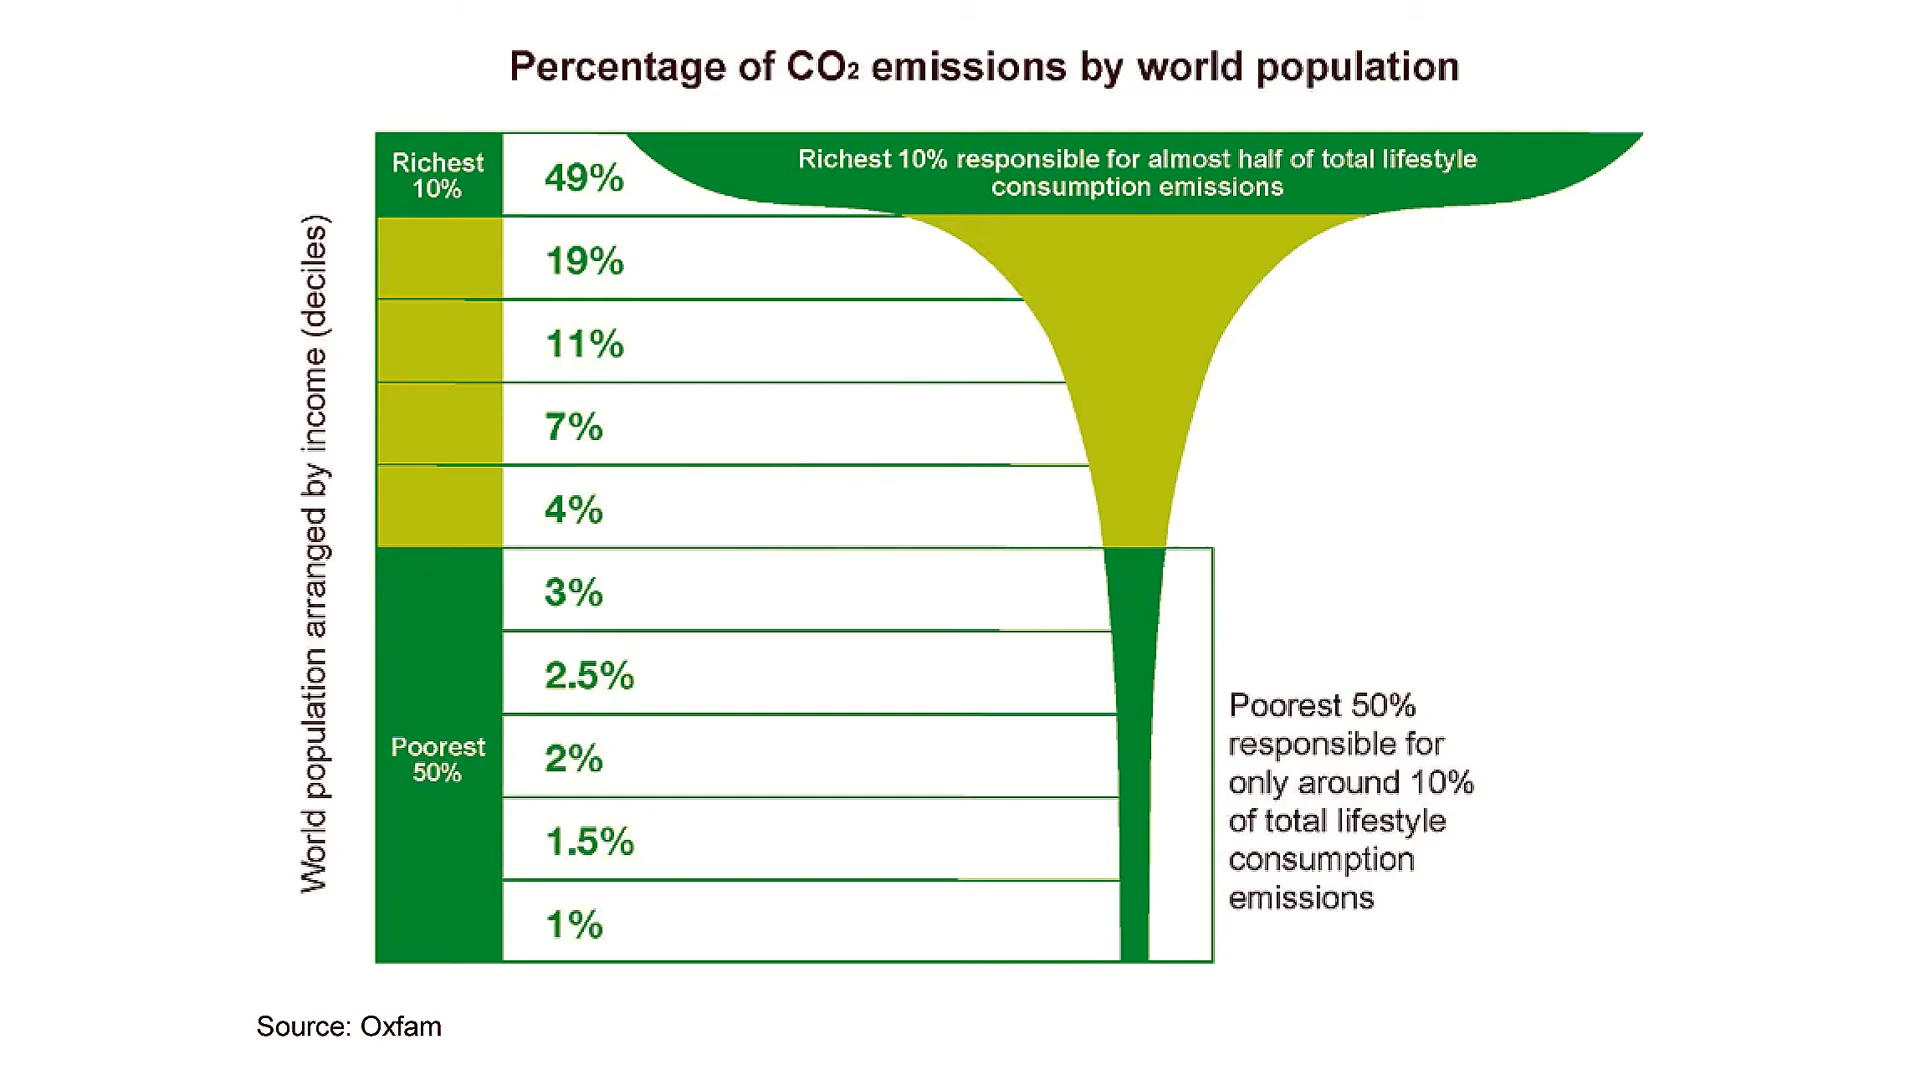 Percentage of CO₂ emissions by world population
World population arranged by income (deciles)
Richest
10%
49%
Richest 10% responsible for almost half of total lifestyle
consumption emissions
19%
11%
7%
4%
Poorest
50%
3%
2.5%
2%
1.5%
1%
Poorest 50%
responsible for
only around 10%
of total lifestyle
consumption
emissions
Source: Oxfam